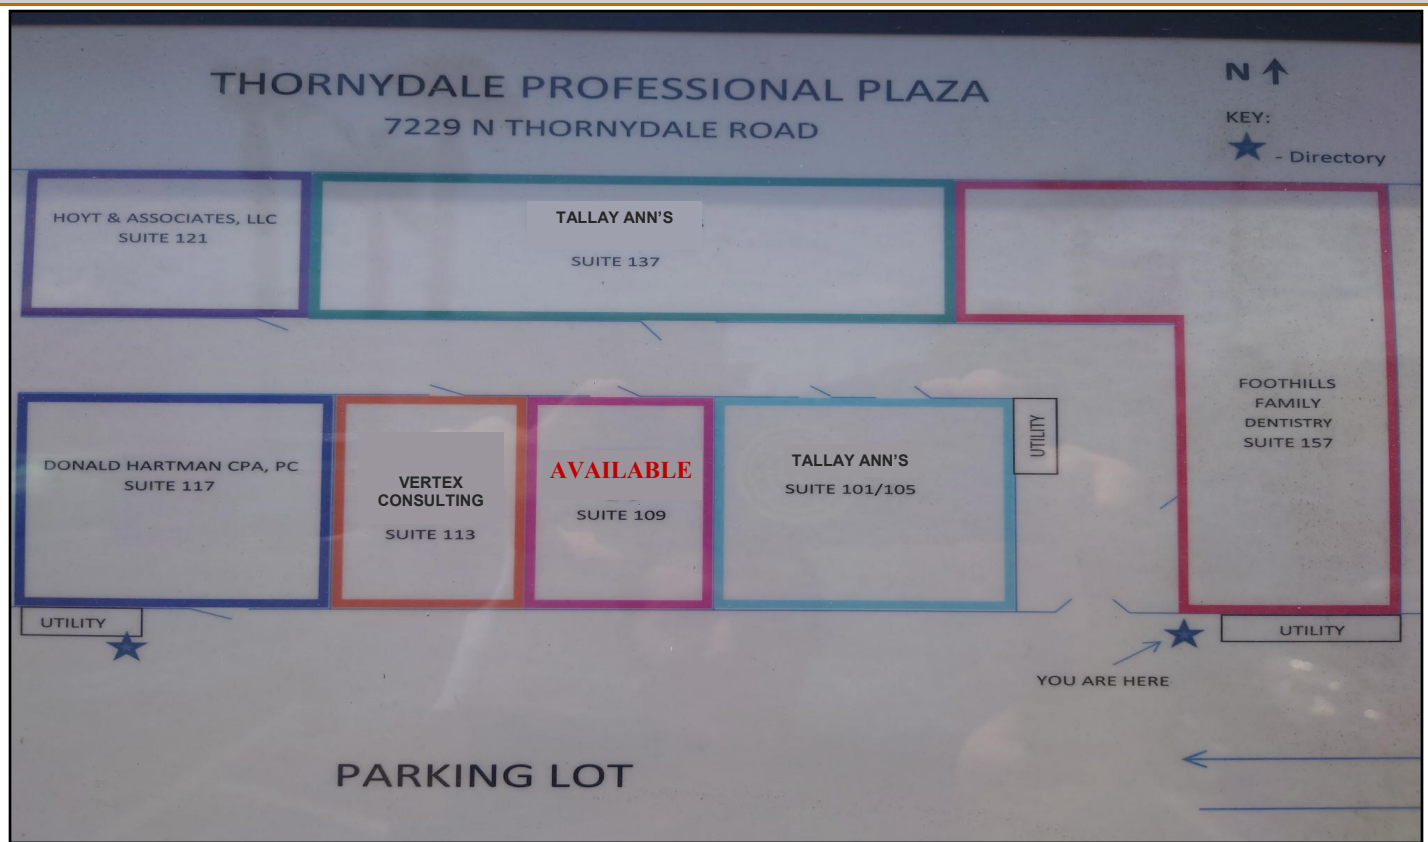 THORNYDALE PROFESSIONAL PLAZA
7229 N THORNYDALE ROAD
N
KEY:
- Directory
HOYT & ASSOCIATES, LLC
SUITE 121
TALLAY ANN’S
SUITE 137
FOOTHILLS
FAMILY
DENTISTRY
SUITE 157
DONALD HARTMAN CPA, PC
SUITE 117
VERTEX
CONSULTING
SUITE 113
AVAILABLE
SUITE 109
TALLAY ANN’S
SUITE 101/105
UTILITY
UTILITY
UTILITY
YOU ARE HERE
PARKING LOT